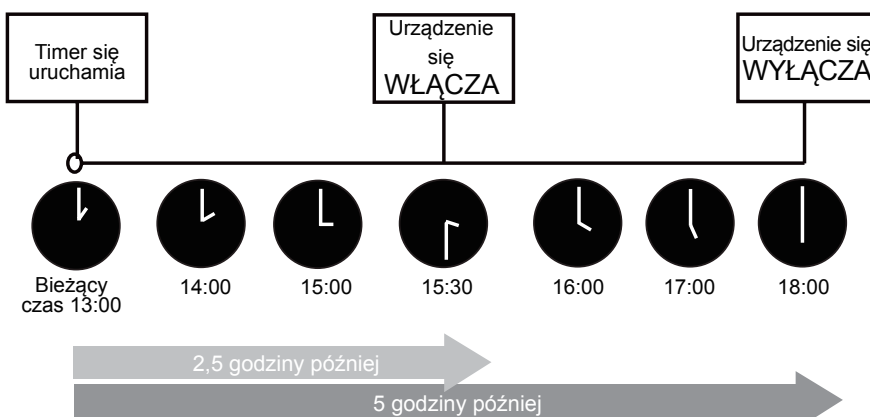 Timer się
uruchamia
Urządzenie
się
WŁĄCZA
Urządzenie się
WYŁĄCZA
Bieżący
czas 13:00
14:00
15:00
15:30
16:00
17:00
18:00
2,5 godziny później
5 godziny później